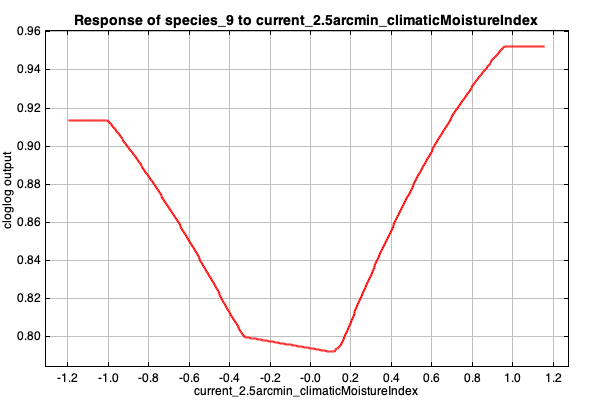 Response of species_9 to current_2.5arcmin_climaticMoistureIndex
0.96
0.94
0.92
0.90
0.88
0.86
0.84
0.82
0.80
cloglog output
-1.2 -1.0 -0.8 -0.6 -0.4 -0.2 -0.0 0.2 0.4 0.6 0.8 1.0 1.2
current_2.5arcmin_climaticMoistureIndex